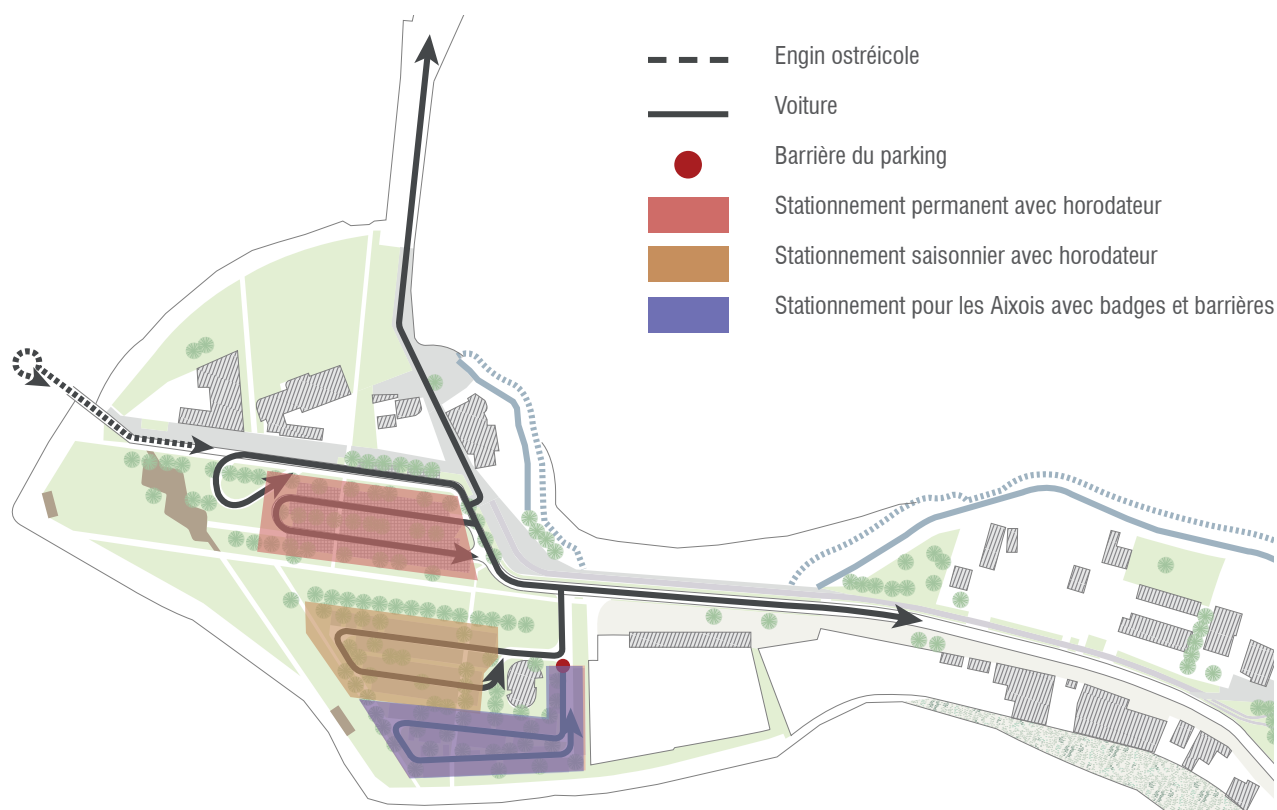 Engin ostréicole
Voiture
Barrière du parking
Stationnement permanent avec horodateur
Stationnement saisonnier avec horodateur
Stationnement pour les Aixois avec badges et barrières